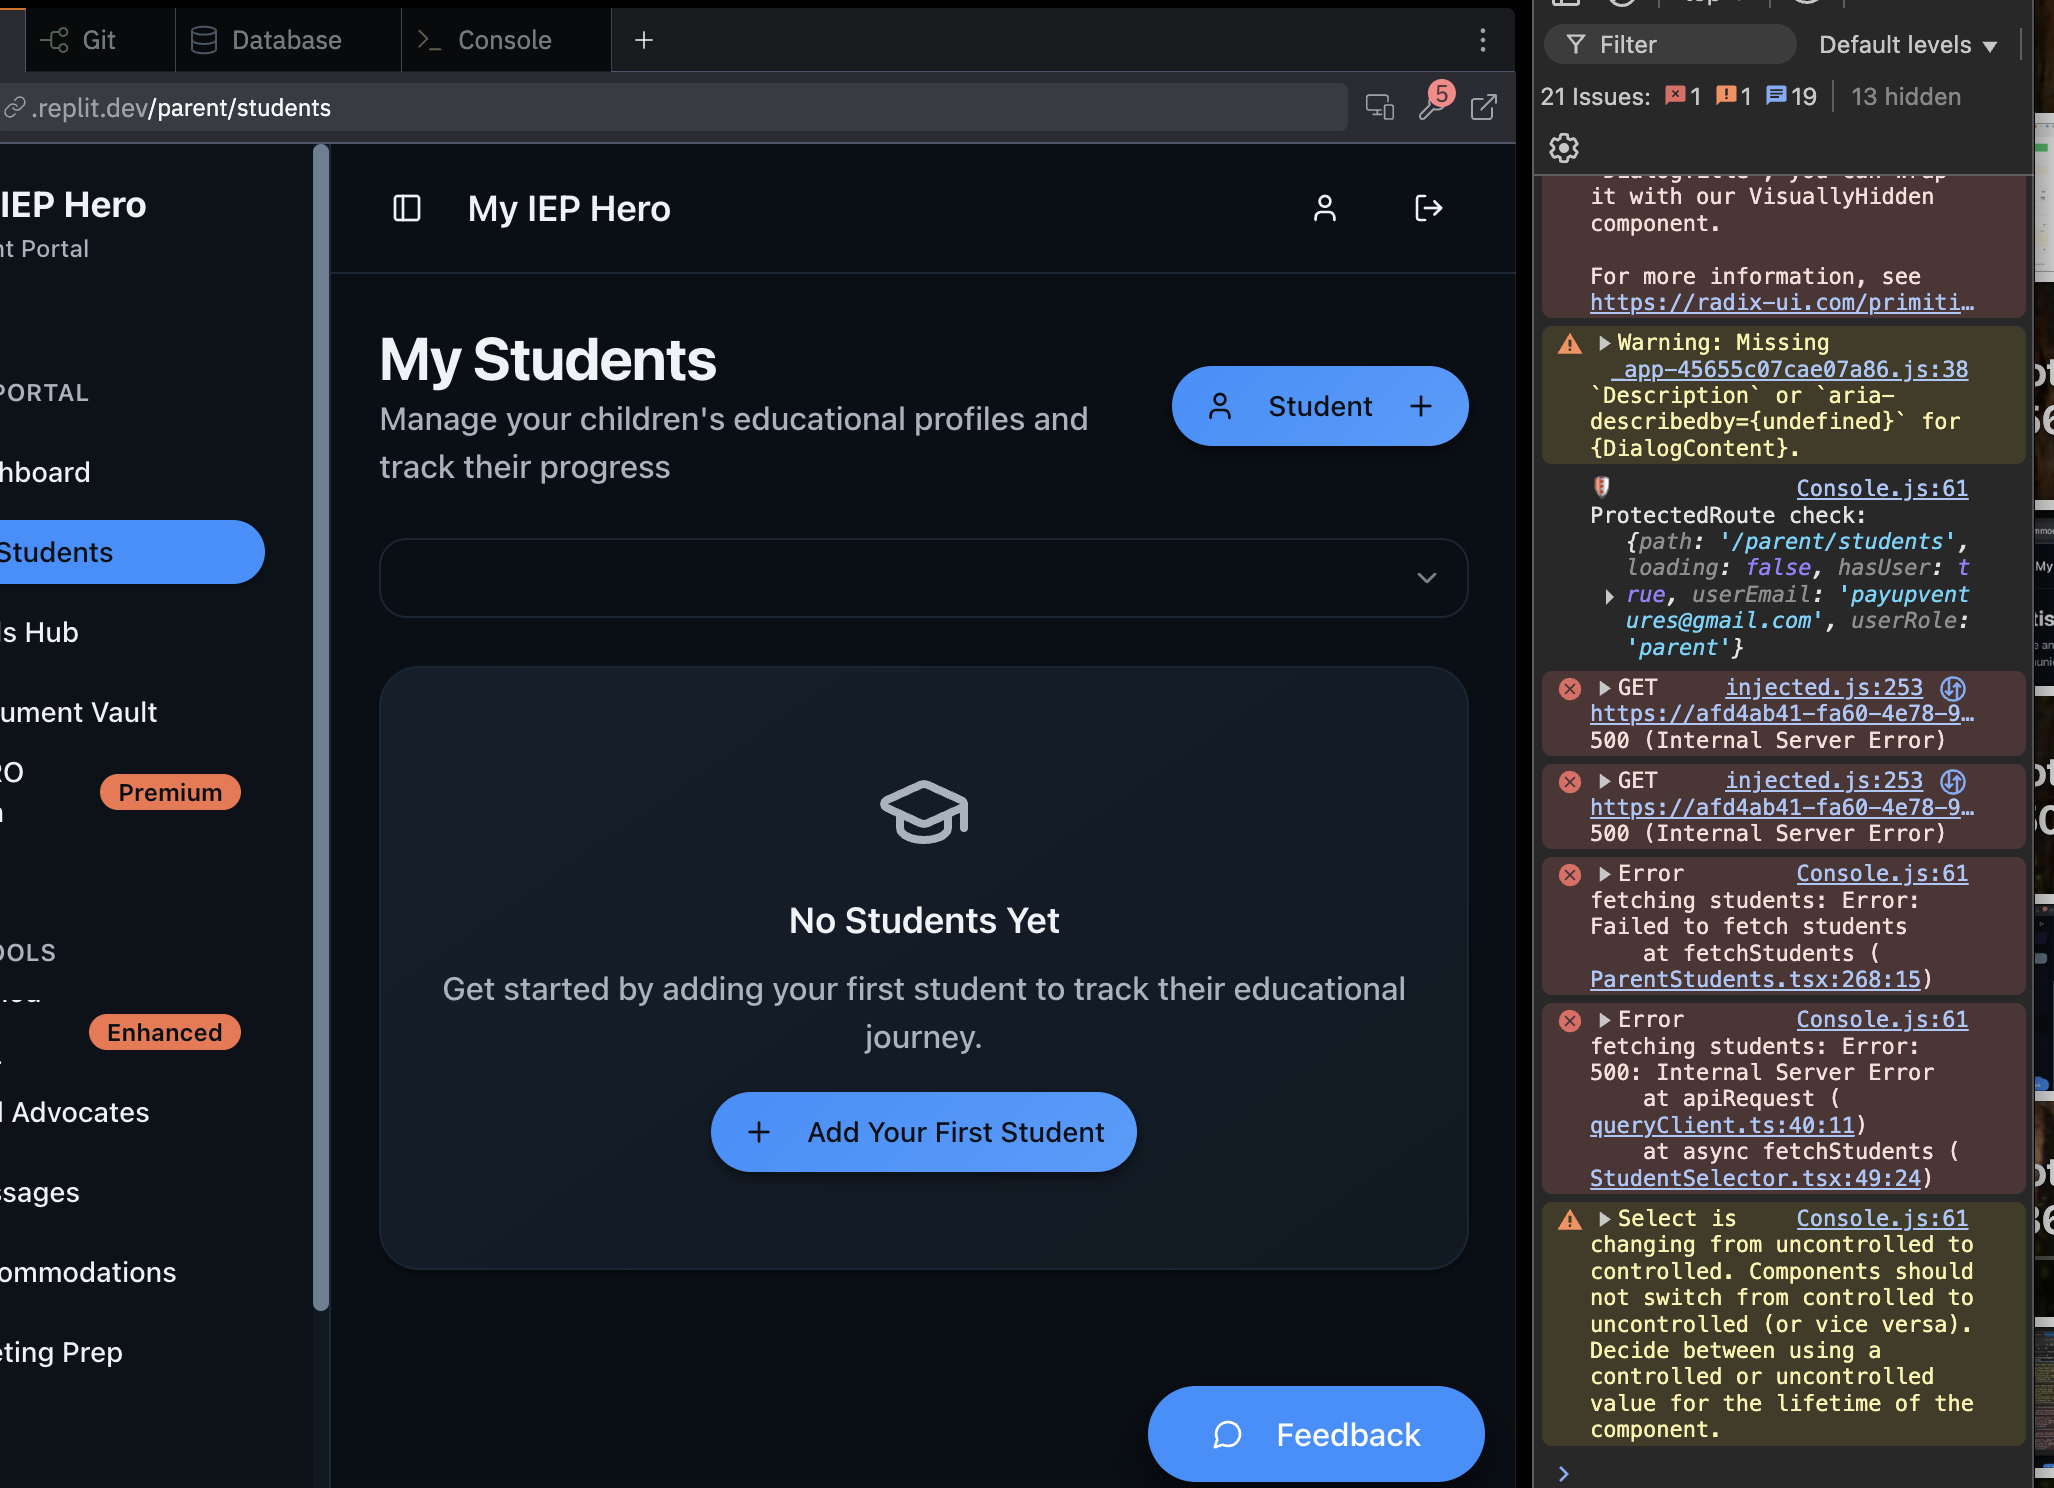 Git
Database
Console
top
.replit.dev/parent/students
5
IEP Hero
nt Portal
PORTAL
hboard
Students
ls Hub
ument Vault
RO
Premium
OOLS
Enhanced
l Advocates
ssages
ommodations
eting Prep
My IEP Hero
My Students
Manage your children's educational profiles and
track their progress
Student
No Students Yet
Get started by adding your first student to track their educational
journey.
Add Your First Student
Feedback
Filter
Default levels
21 Issues: 1 1 19 13 hidden
`DialogTitle`, you can wrap
it with our VisuallyHidden
component.
For more information, see
https://radix-ui.com/primiti…
Warning: Missing
_app-45655c07cae07a86.js:38
`Description` or `aria-
describedby={undefined}` for
{DialogContent}.
Console.js:61
ProtectedRoute check:
{path: '/parent/students',
loading: false, hasUser: t
rue, userEmail: 'payupvent
ures@gmail.com', userRole:
'parent'}
GET injected.js:253
https://afd4ab41-fa60-4e78-9…
500 (Internal Server Error)
GET injected.js:253
https://afd4ab41-fa60-4e78-9…
500 (Internal Server Error)
Error Console.js:61
fetching students: Error:
Failed to fetch students
at fetchStudents (
ParentStudents.tsx:268:15)
Error Console.js:61
fetching students: Error:
500: Internal Server Error
at apiRequest (
queryClient.ts:40:11)
at async fetchStudents (
StudentSelector.tsx:49:24)
Select is Console.js:61
changing from uncontrolled to
controlled. Components should
not switch from controlled to
uncontrolled (or vice versa).
Decide between using a
controlled or uncontrolled
value for the lifetime of the
component.